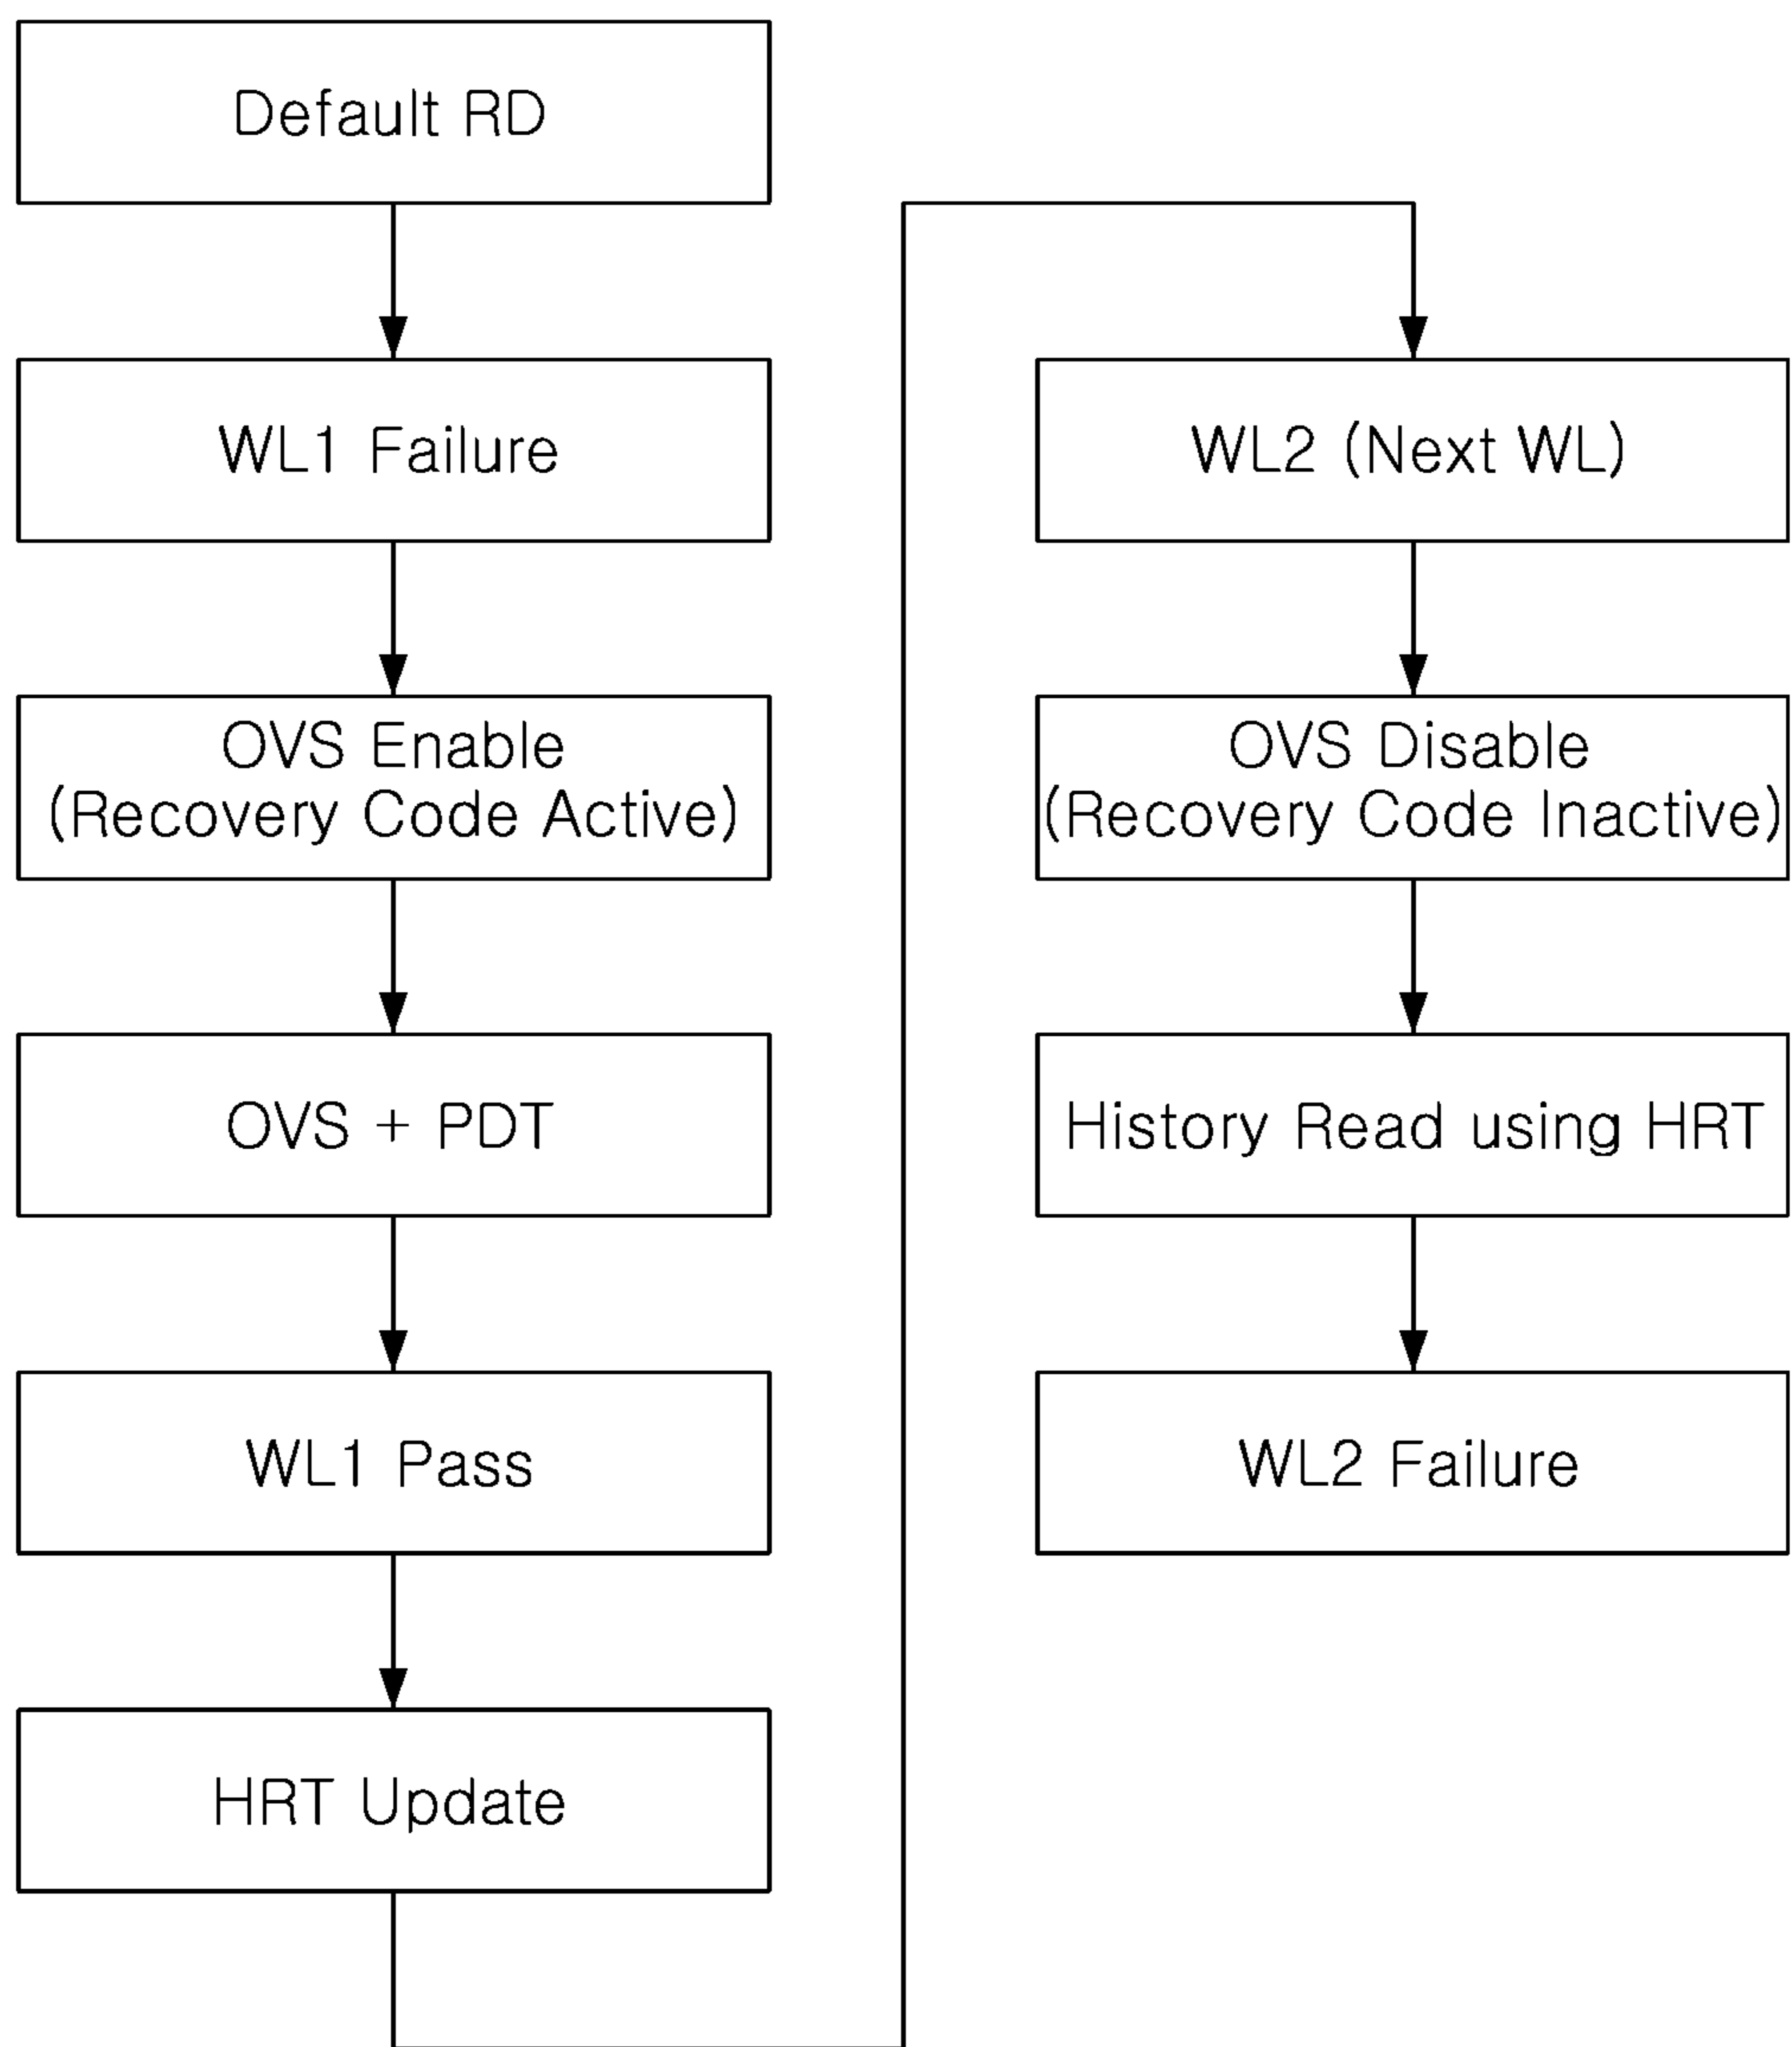 Default RD
WL1 Failure
OVS Enable
(Recovery Code Active)
OVS + PDT
WL1 Pass
HRT Update
WL2 (Next WL)
OVS Disable
(Recovery Code Inactive)
History Read using HRT
WL2 Failure